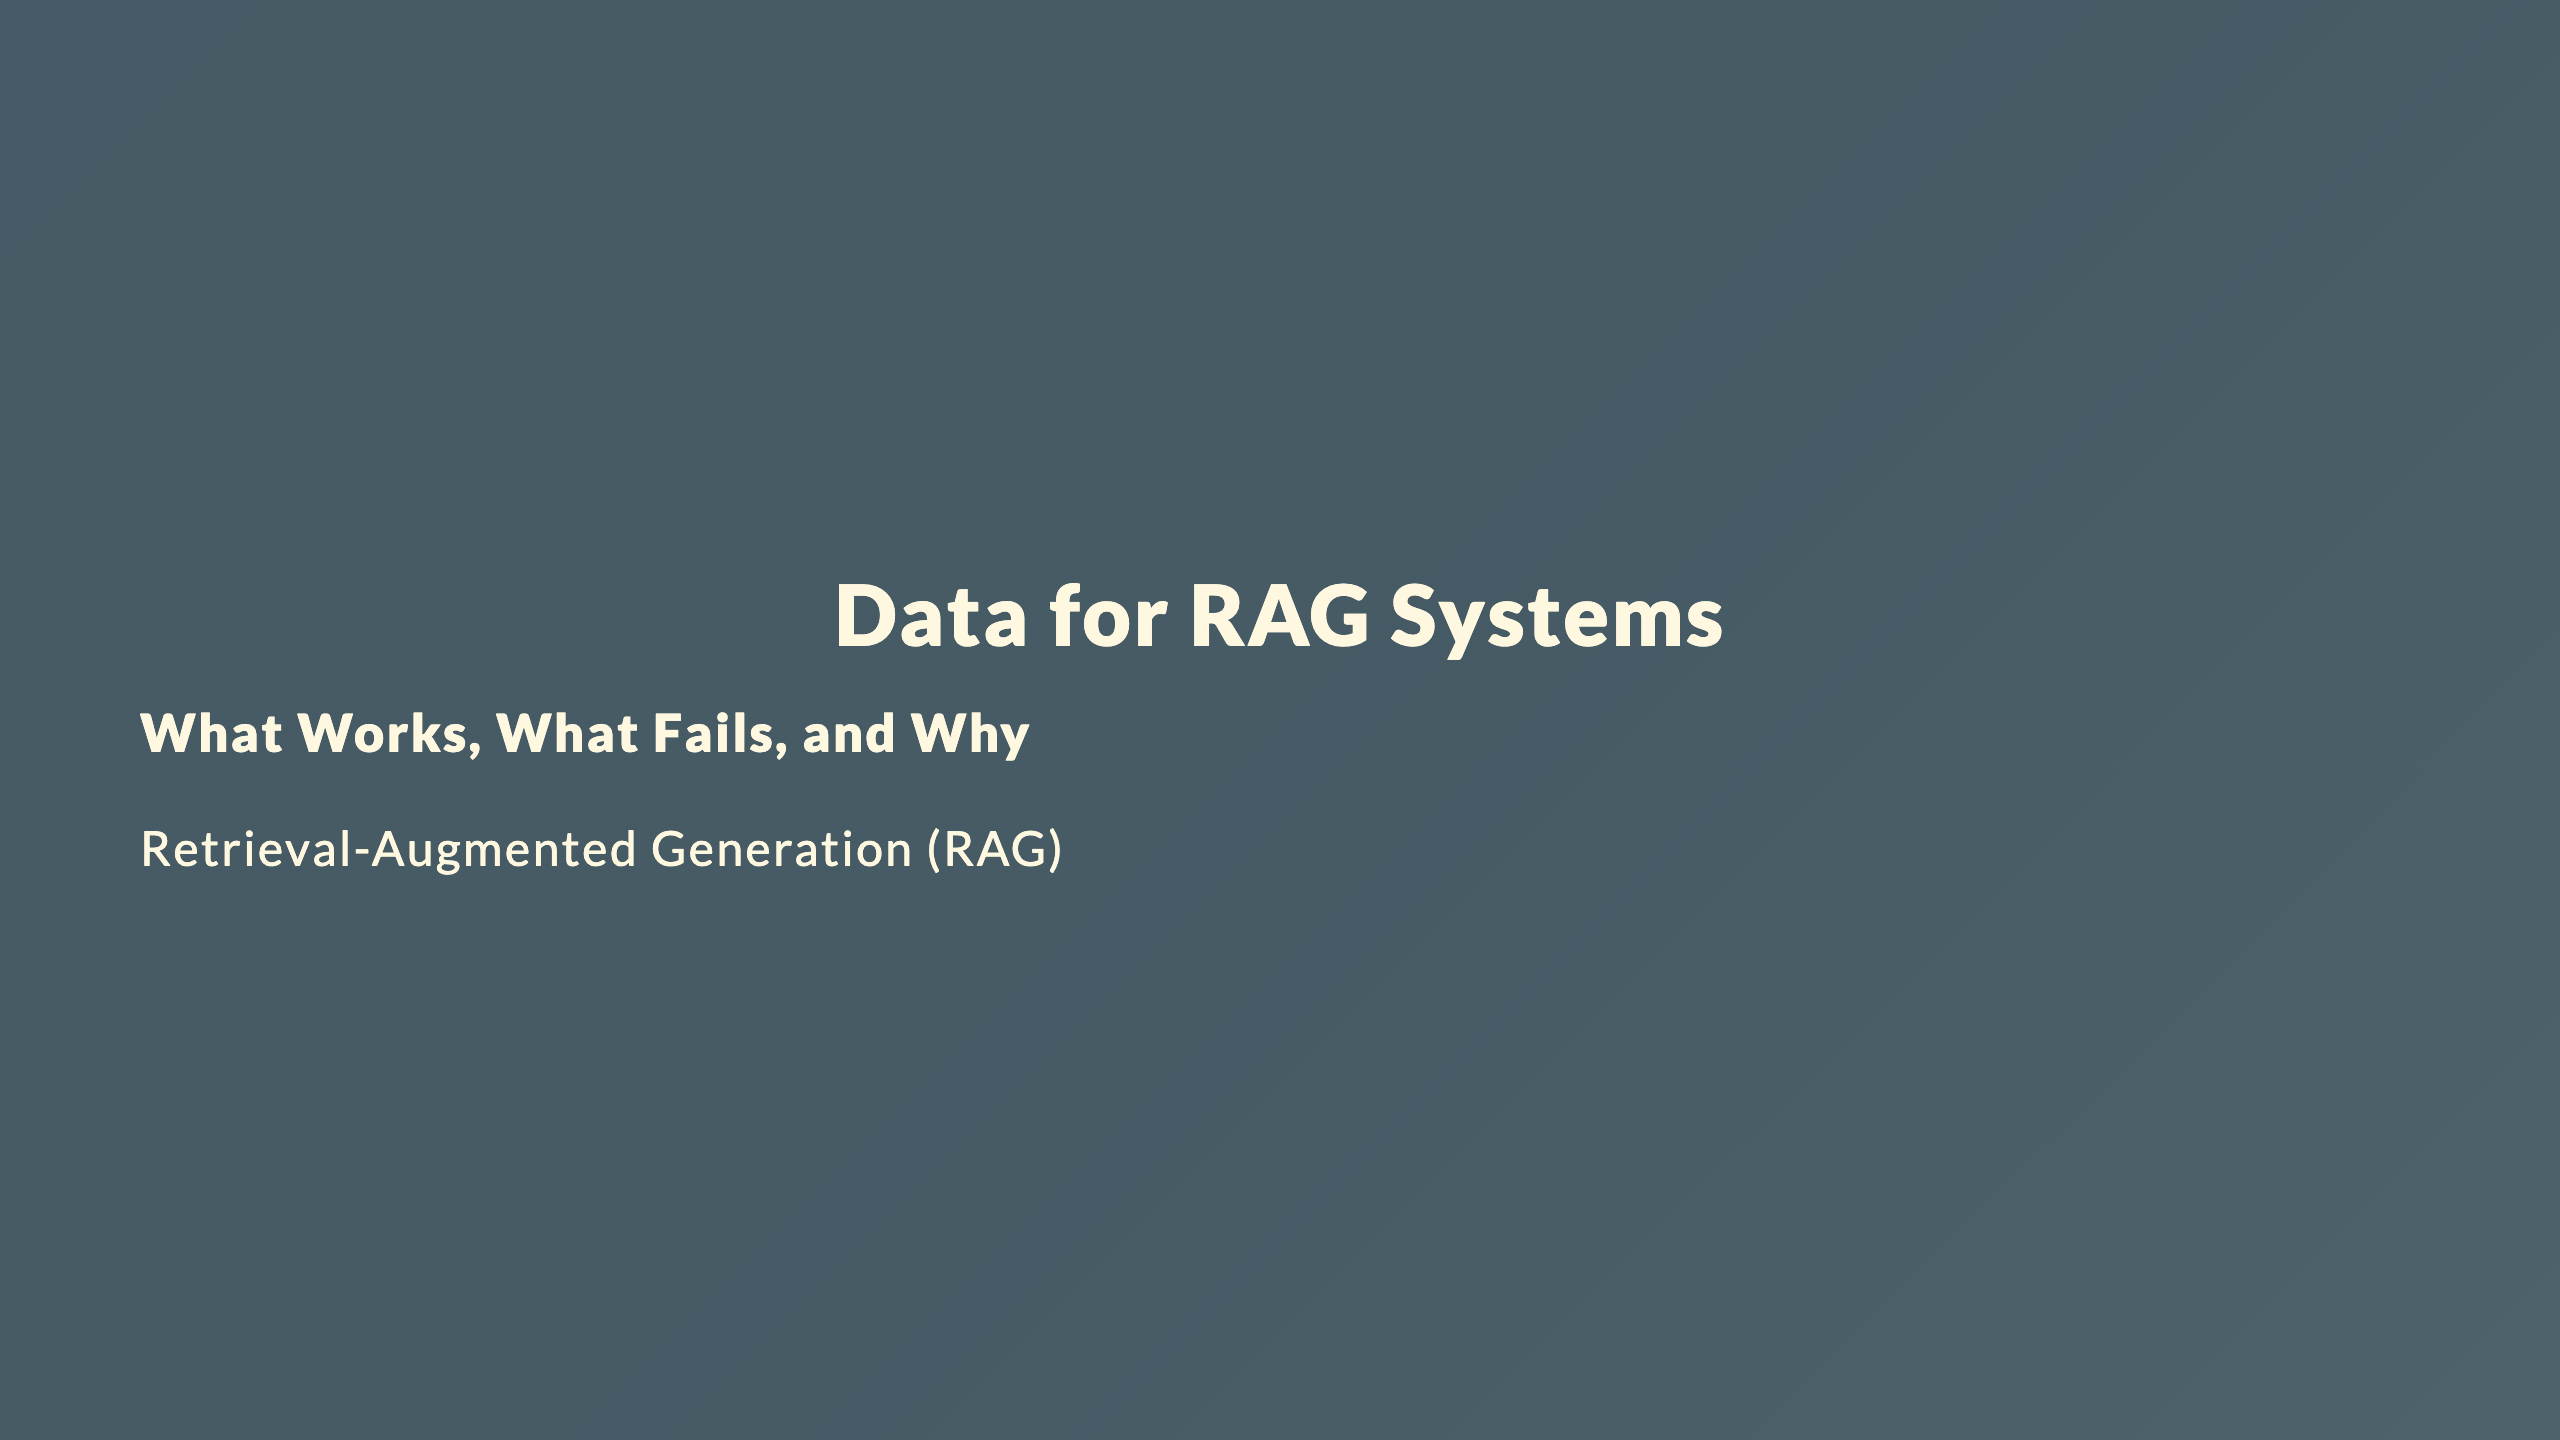 Data for RAG Systems
What Works, What Fails, and Why
Retrieval-Augmented Generation (RAG)